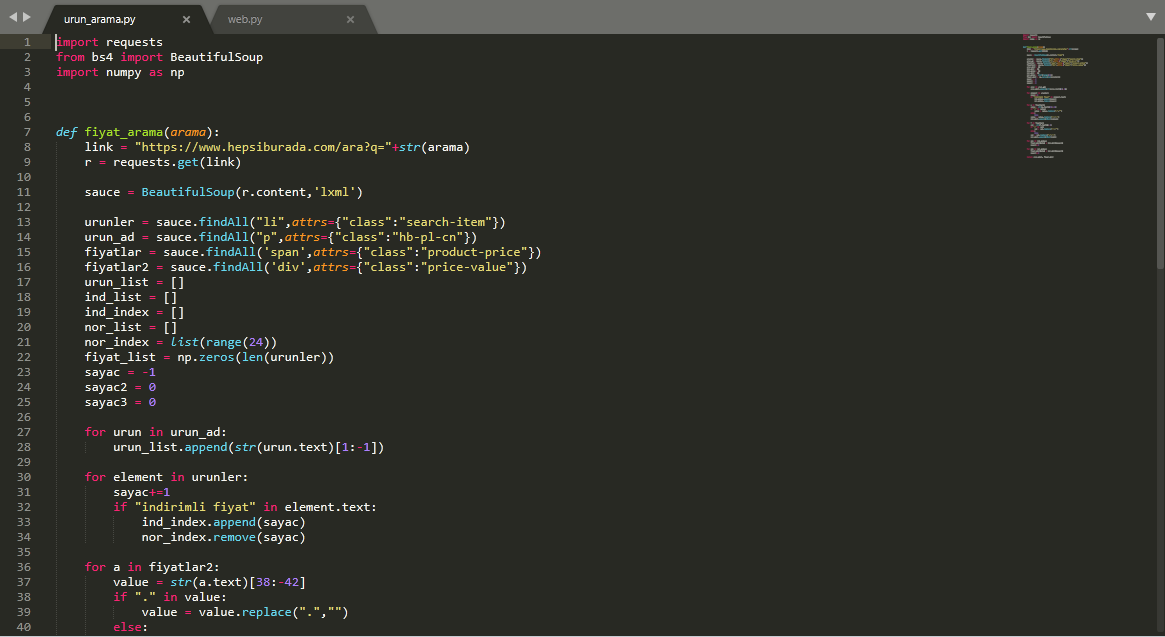 urun_arama.py × web.py ×
1 import requests
2 from bs4 import BeautifulSoup
3 import numpy as np
4
5
6
7 def fiyat_arama(arama):
8 link = "https://www.hepsiburada.com/ara?q="+str(arama)
9 r = requests.get(link)
10
11 sauce = BeautifulSoup(r.content,'lxml')
12
13 urunler = sauce.findAll("li",attrs={"class":"search-item"})
14 urun_ad = sauce.findAll("p",attrs={"class":"hb-pl-cn"})
15 fiyatlar = sauce.findAll('span',attrs={"class":"product-price"})
16 fiyatlar2 = sauce.findAll('div',attrs={"class":"price-value"})
17 urun_list = []
18 ind_list = []
19 ind_index = []
20 nor_list = []
21 nor_index = list(range(24))
22 fiyat_list = np.zeros(len(urunler))
23 sayac = -1
24 sayac2 = 0
25 sayac3 = 0
26
27 for urun in urun_ad:
28 urun_list.append(str(urun.text)[1:-1])
29
30 for element in urunler:
31 sayac+=1
32 if "indirimli fiyat" in element.text:
33 ind_index.append(sayac)
34 nor_index.remove(sayac)
35
36 for a in fiyatlar2:
37 value = str(a.text)[38:-42]
38 if "." in value:
39 value = value.replace(".","")
40 else: